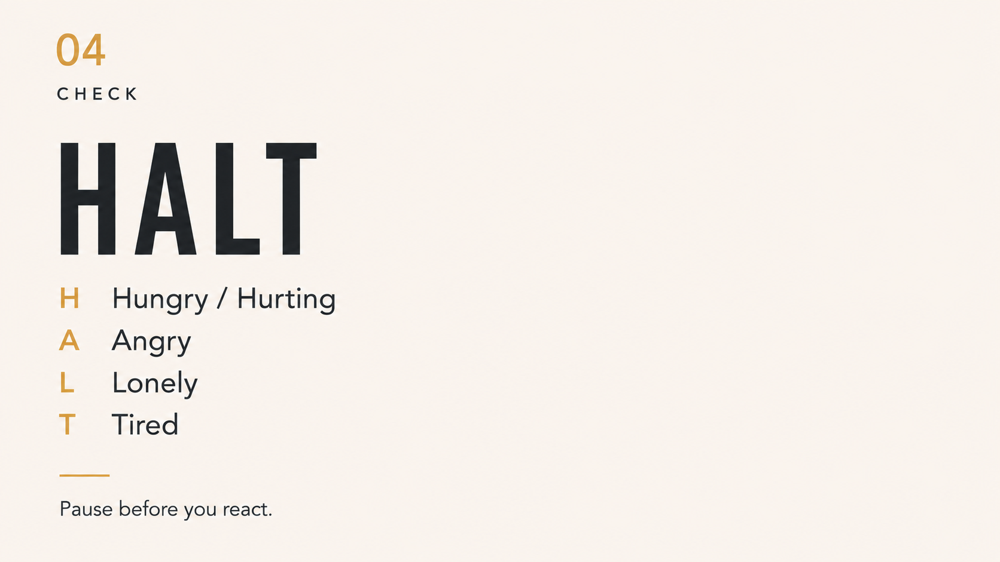 04
CHECK
HALT
H Hungry / Hurting
A Angry
L Lonely
T Tired
Pause before you react.